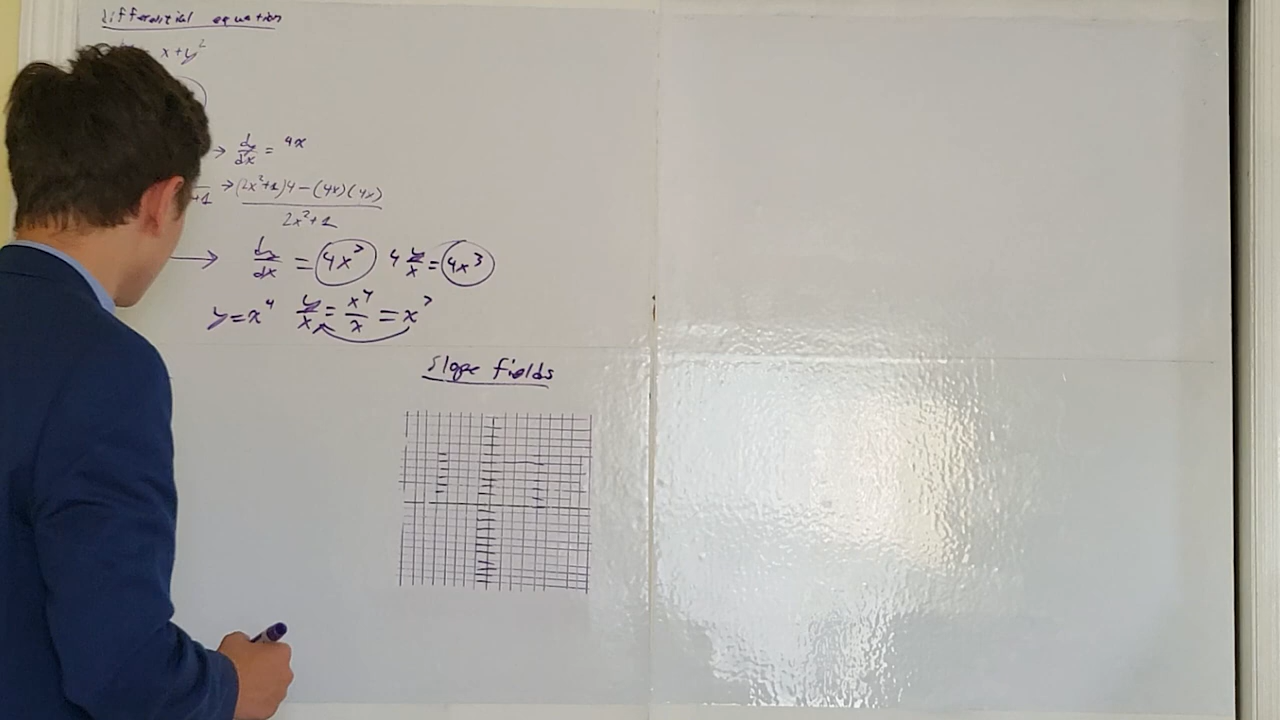 Differential equation
x+y²
→ dy/dx = 4x
+1 → (2x²+1)4-(4x)(4x)/2x²+1
→ dy/dx = 4x³ 4 y/x = 4x³
y=x⁴ y/x = x⁴/x = x³
Slope fields